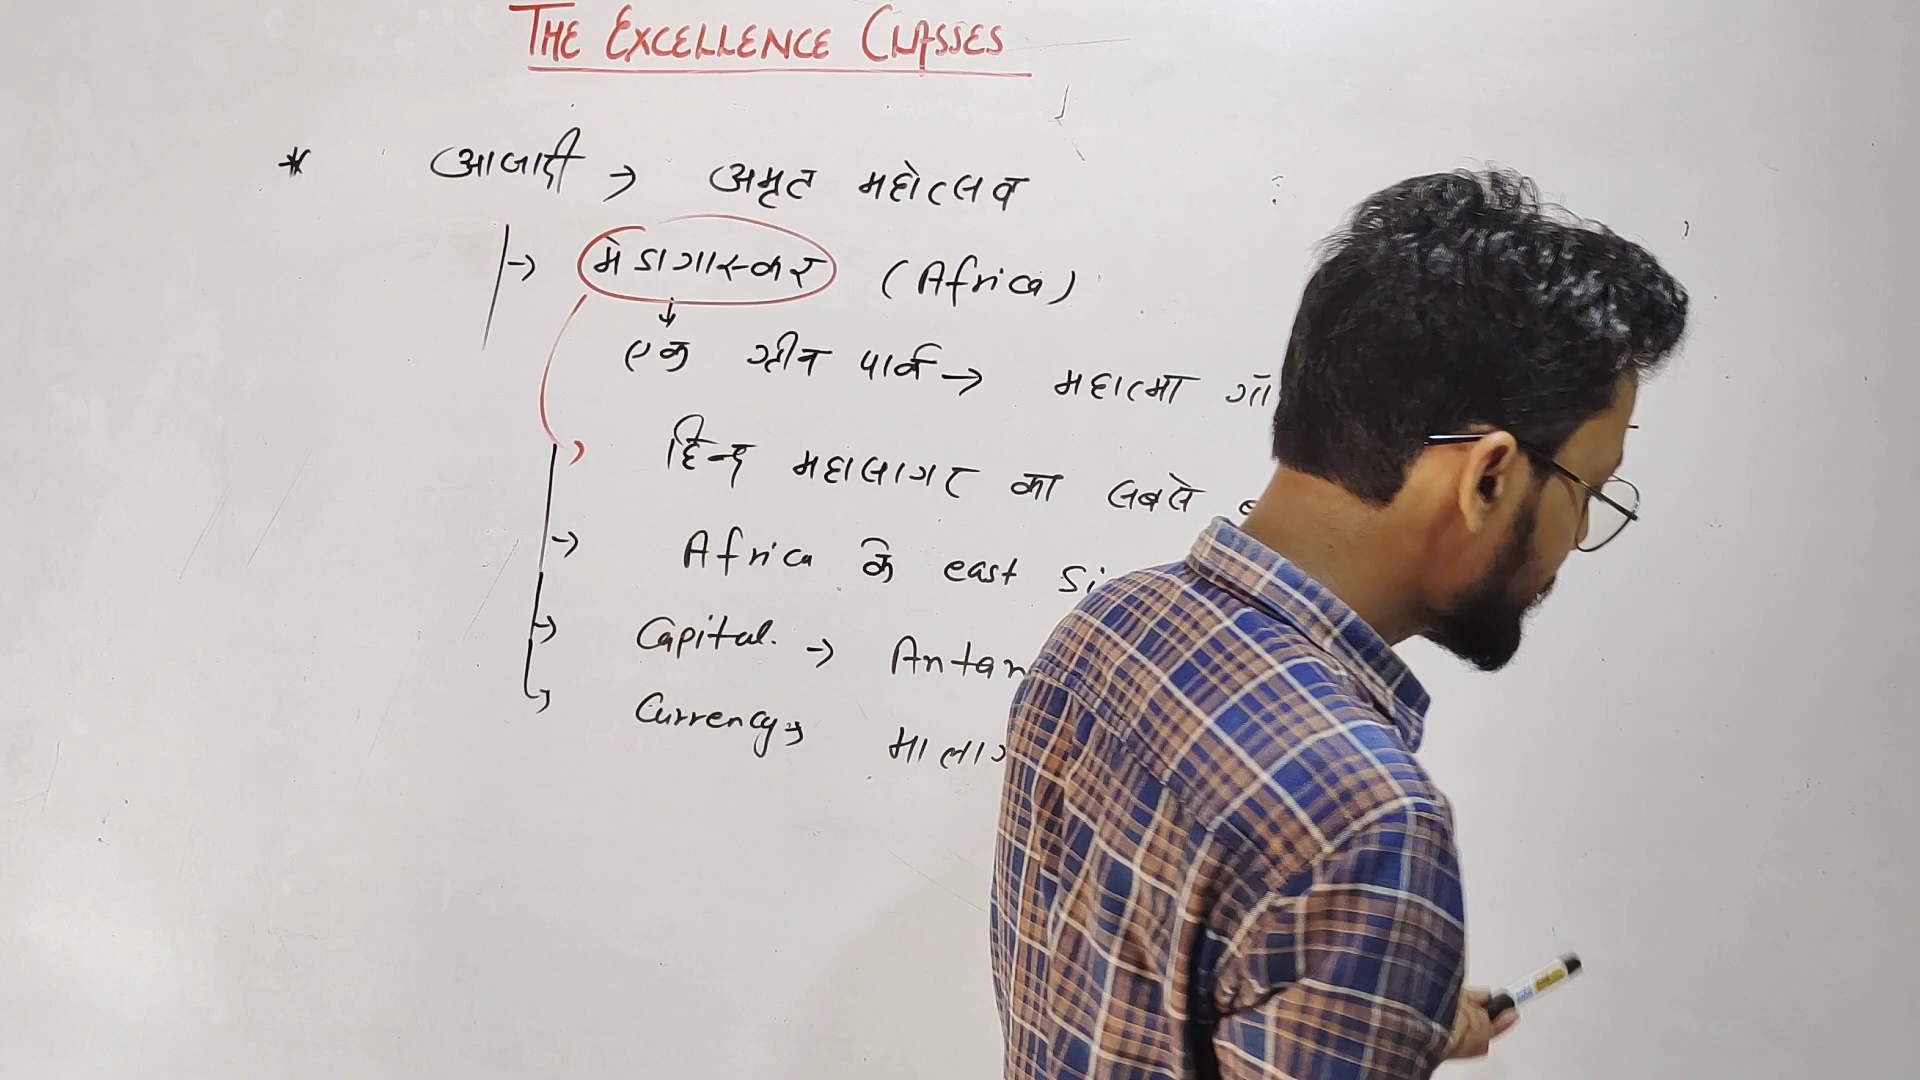 THE EXCELLENCE CLASSES
* आजादी → अमृत महोत्सव
→ मेडागास्कर (Africa)
एक ग्रीन पार्क → महात्मा गाँ
हिन्द महासागर का सबसे
→ Africa के east Si
→ Capital. → Antan
Currency → मालाग